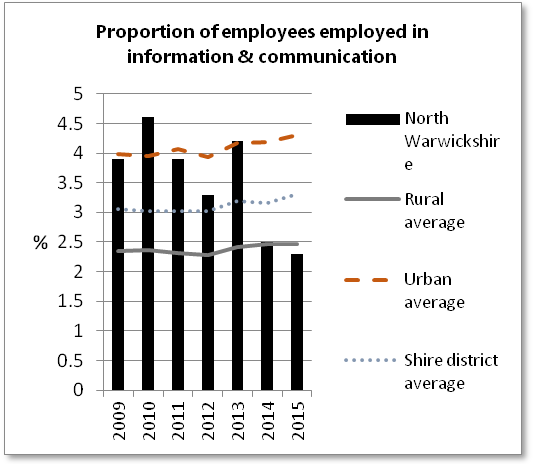 Proportion of employees employed in
information & communication
5
4.5
4
3.5
3
2.5
2
1.5
1
0.5
0
%
2009
2010
2011
2012
2013
2014
2015
North
Warwickshir
e
Rural
average
Urban
average
Shire district
average